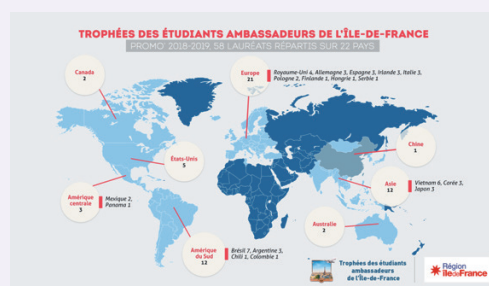 TROPHÉES DES ÉTUDIANTS AMBASSADEURS DE L'ÎLE-DE-FRANCE
PROMO 2018-2019: 58 LAURÉATS RÉPARTIS SUR 22 PAYS
Canada
2
Europe
21
Royaume-Uni 4, Allemagne 3, Espagne 3, Irlande 3, Italie 3,
Pologne 2, Finlande 1, Hongrie 1, Serbie 1
États-Unis
5
Chine
1
Asie
12
Vietnam 6, Corée 3,
Japon 3
Amérique
centrale
3
Mexique 2,
Panama 1
Australie
2
Amérique
du Sud
12
Brésil 7, Argentine 3,
Chili 1, Colombie 1
Trophées des étudiants
ambassadeurs
de l'Île-de-France
Région
îledeFrance